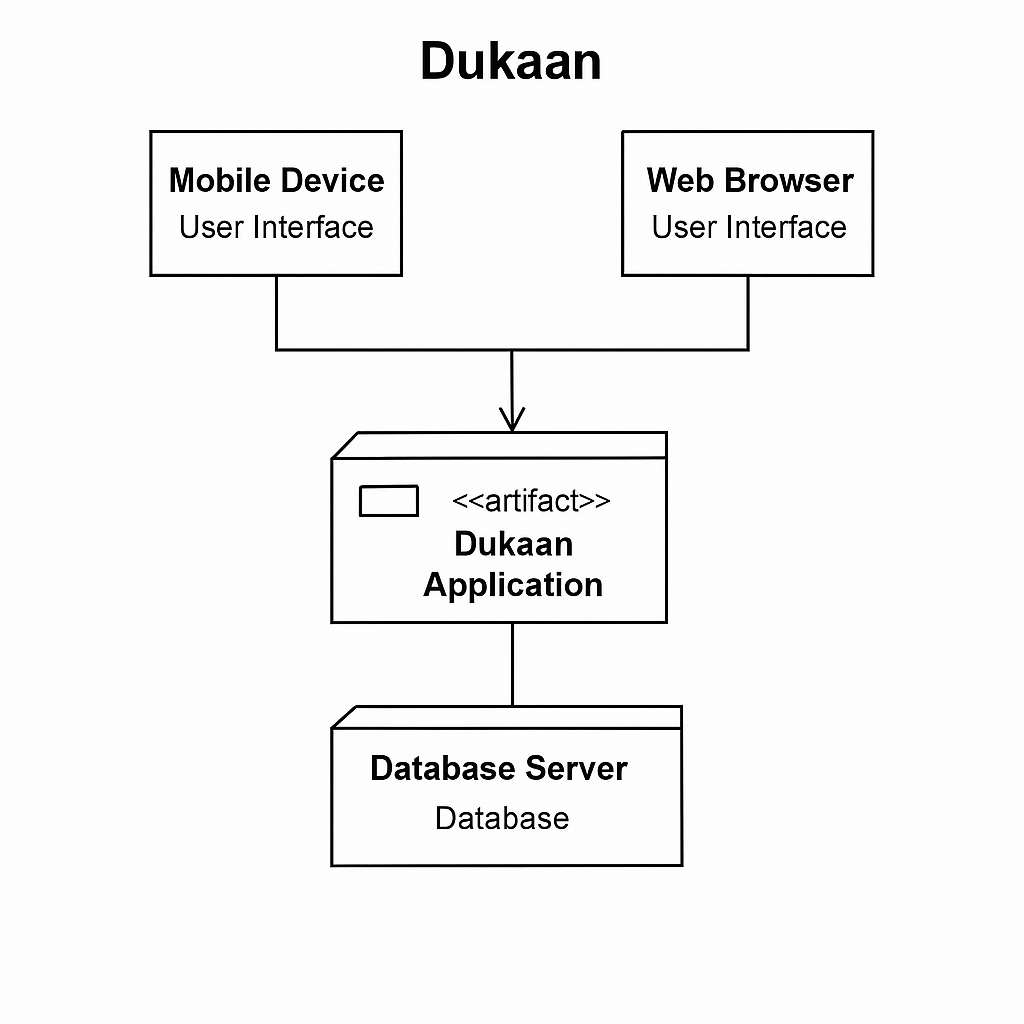 Dukaan
Mobile Device
User Interface
Web Browser
User Interface
<<artifact>>
Dukaan
Application
Database Server
Database